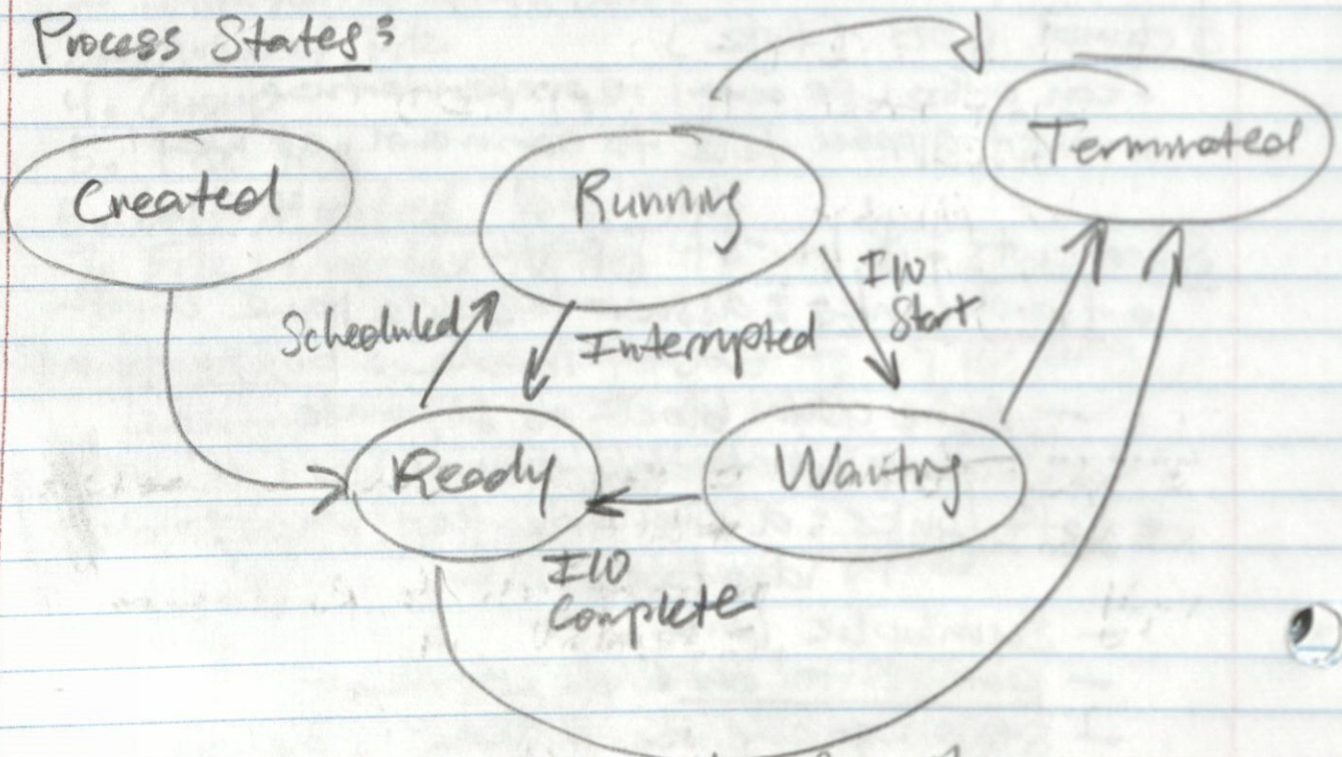 Process States:
Created
Running
Terminated
Scheduled
Interrupted
I/O
Start
Ready
Waiting
I/O
Complete